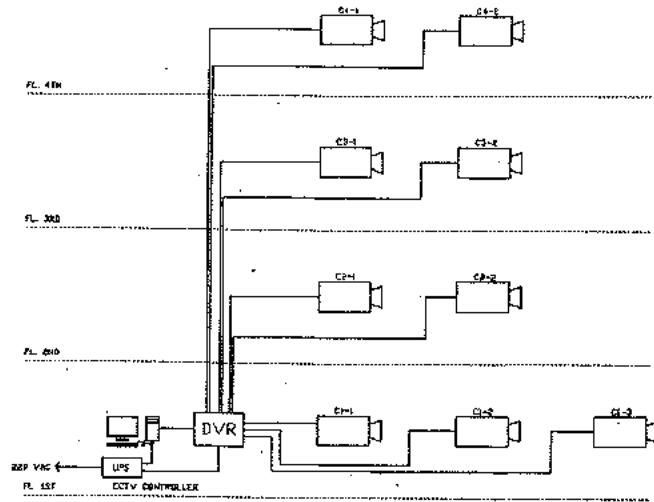 C4-1
C4-2
FL. 4TH
C3-1
C3-2
FL. 3RD
C2-1
C2-2
FL. 2ND
DVR
C1-1
C1-2
C1-3
220 VAC
UPS
FL 1ST
CCTV CONTROLLER